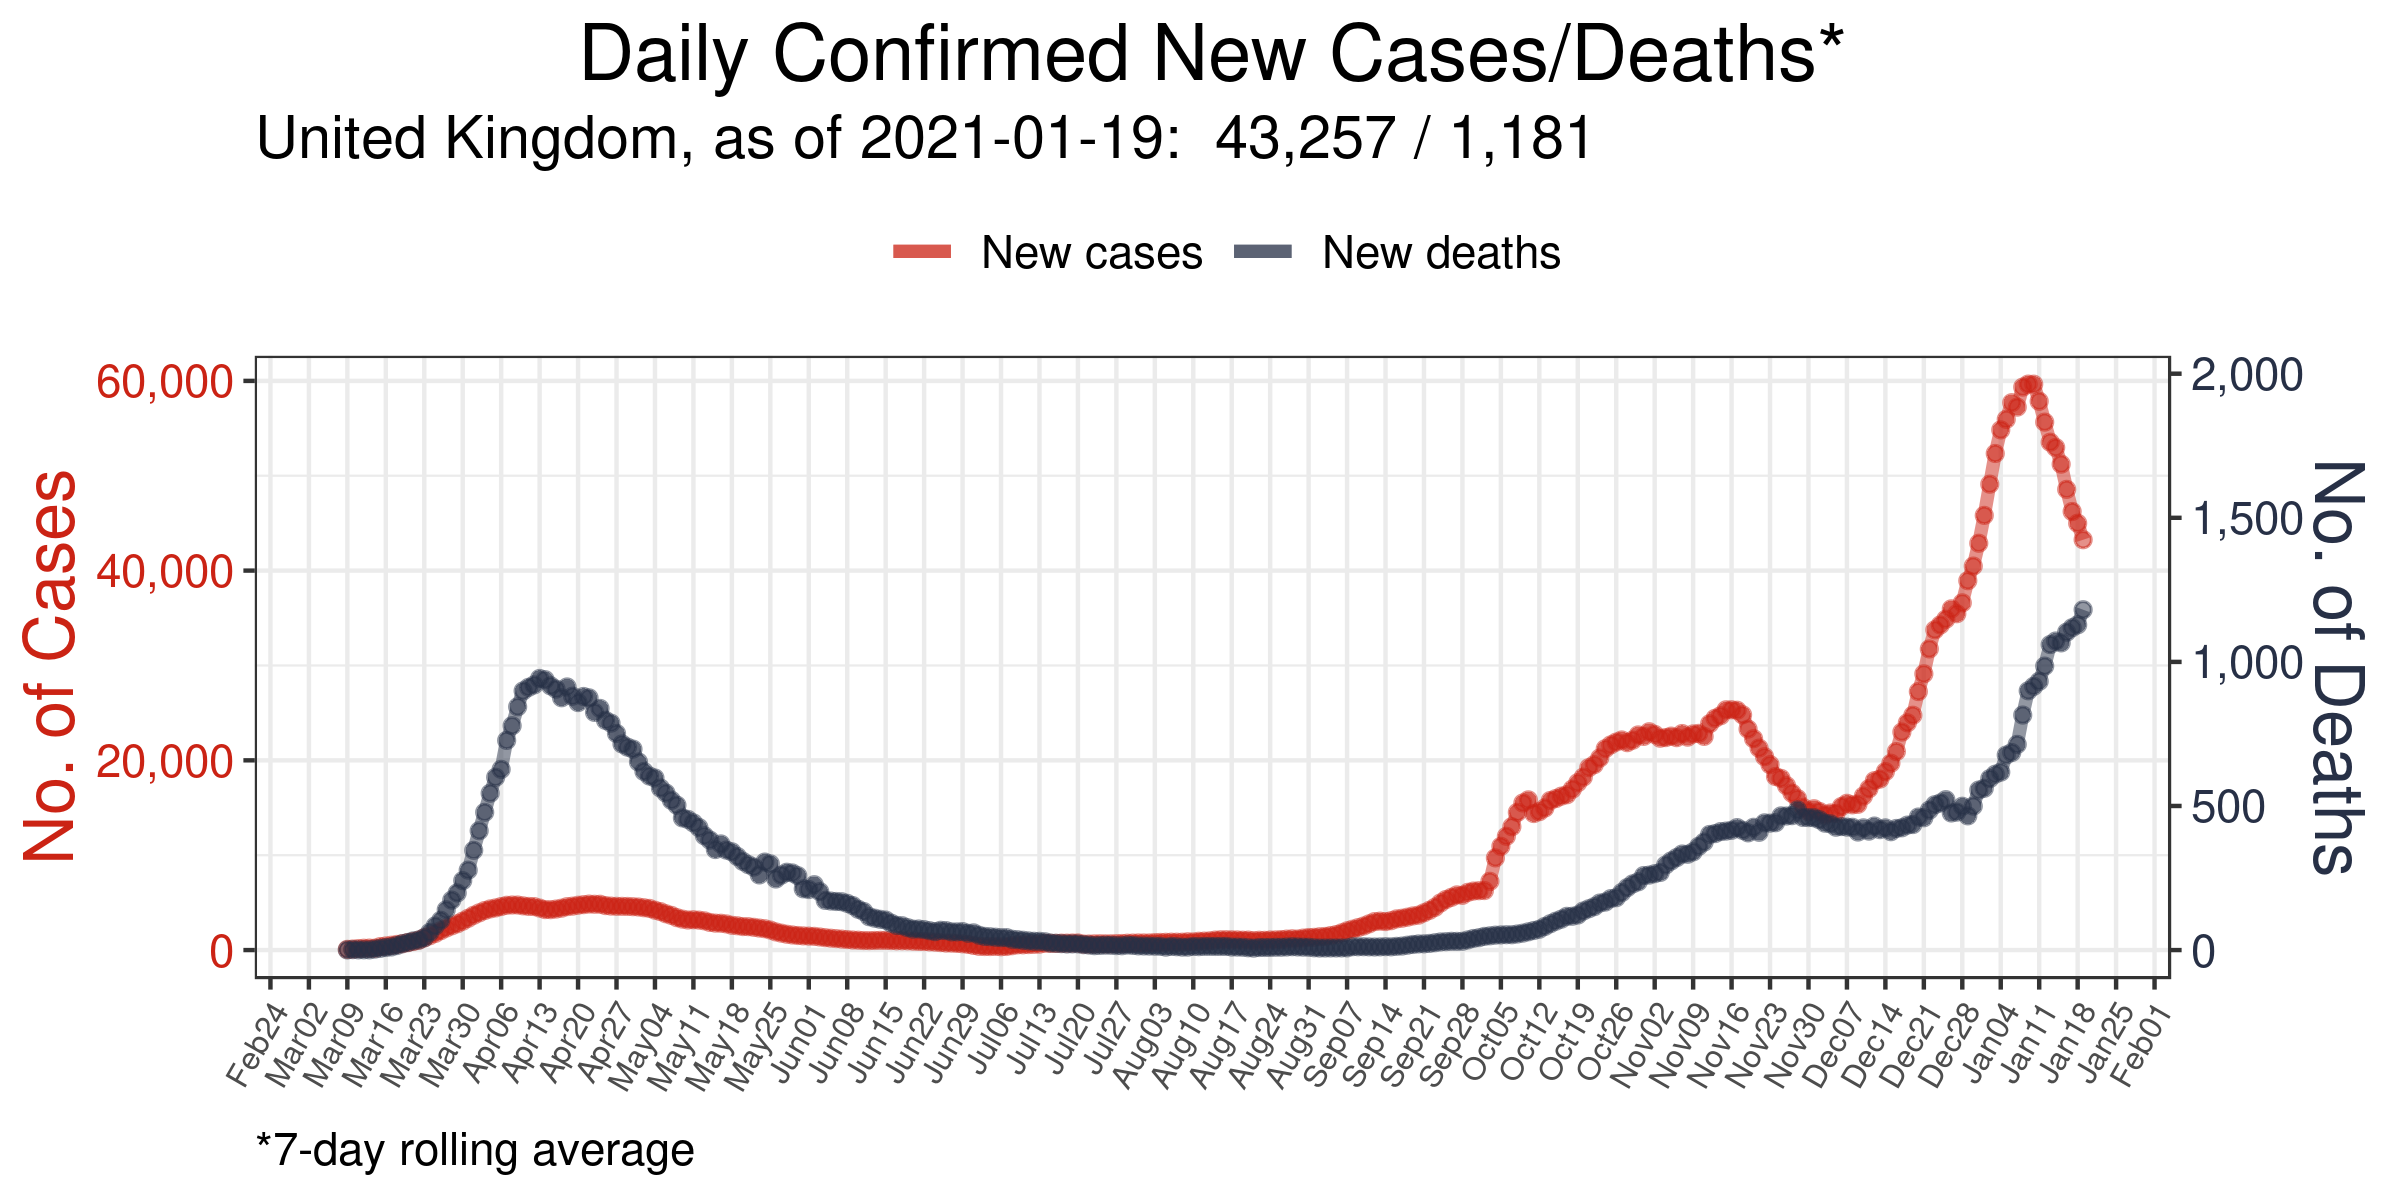 Daily Confirmed New Cases/Deaths*
United Kingdom, as of 2021-01-19:  43,257 / 1,181
New cases
New deaths
No. of Cases
60,000
40,000
20,000
0
2,000
1,500
1,000
500
0
No. of Deaths
Feb24
Mar02
Mar09
Mar16
Mar23
Mar30
Apr06
Apr13
Apr20
Apr27
May04
May11
May18
May25
Jun01
Jun08
Jun15
Jun22
Jun29
Jul06
Jul13
Jul20
Jul27
Aug03
Aug10
Aug17
Aug24
Aug31
Sep07
Sep14
Sep21
Sep28
Oct05
Oct12
Oct19
Oct26
Nov02
Nov09
Nov16
Nov23
Nov30
Dec07
Dec14
Dec21
Dec28
Jan04
Jan11
Jan18
Jan25
Feb01
*7-day rolling average